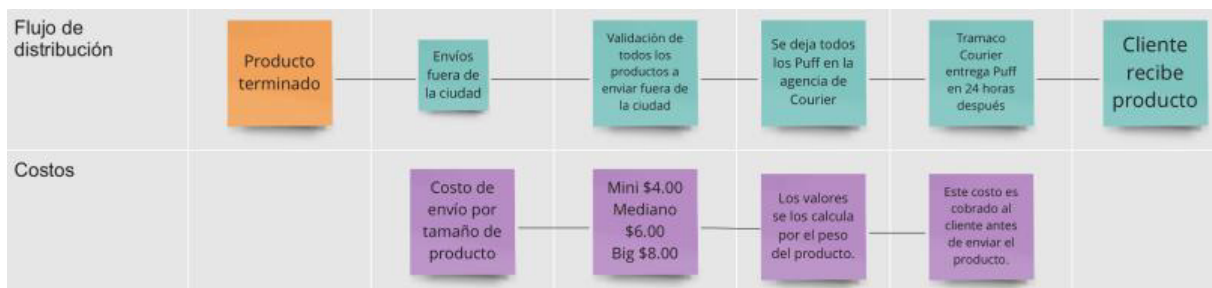 Flujo de
distribución
Producto
terminado
Envíos
fuera de
la ciudad
Validación de
todos los
productos a
enviar fuera de
la ciudad
Se deja todos
los Puff en la
agencia de
Courier
Tramaco
Courier
entrega Puff
en 24 horas
después
Cliente
recibe
producto
Costos
Costo de
envío por
tamaño de
producto
Mini $4.00
Mediano
$6.00
Big $8.00
Los valores
se los calcula
por el peso
del producto.
Este costo es
cobrado al
cliente antes
de enviar el
producto.